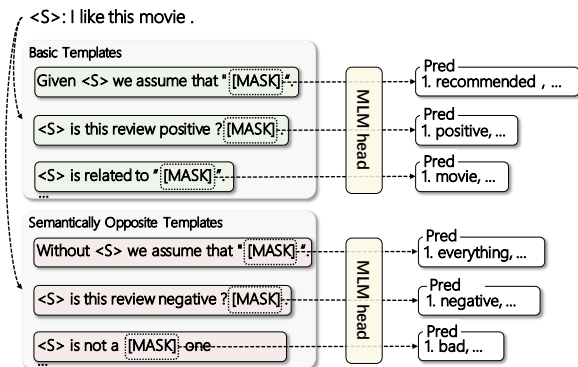 <S>: I like this movie .
Basic Templates
Given <S> we assume that "[MASK]".
Pred
1. recommended , ...
<S> is this review positive ? [MASK].
Pred
1. positive, ...
<S> is related to "[MASK]".
Pred
1. movie, ...
...
MLM head
Semantically Opposite Templates
Without <S> we assume that "[MASK]".
Pred
1. everything, ...
<S> is this review negative ? [MASK].
Pred
1. negative, ...
<S> is not a [MASK] one
Pred
1. bad, ...
...
MLM head